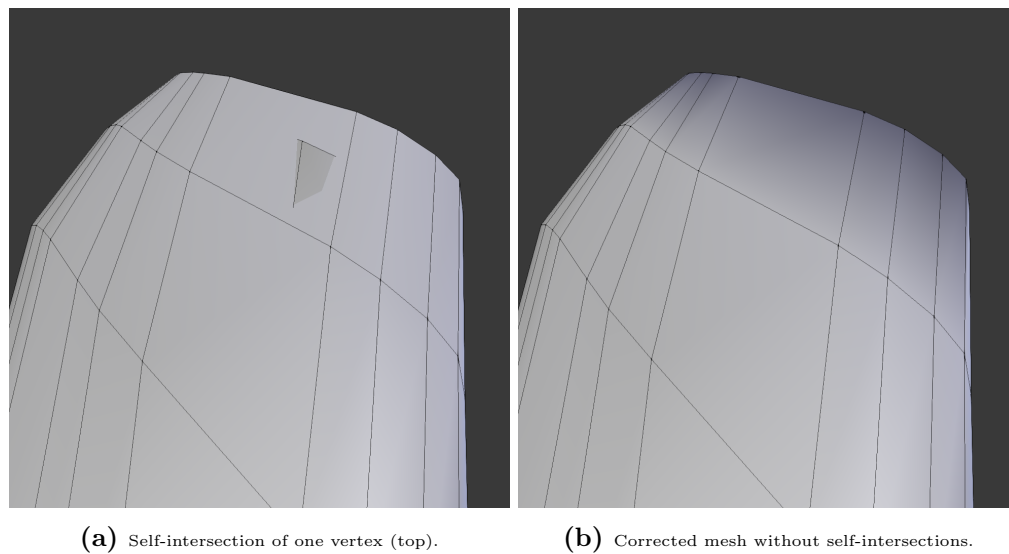 (a) Self-intersection of one vertex (top).
(b) Corrected mesh without self-intersections.